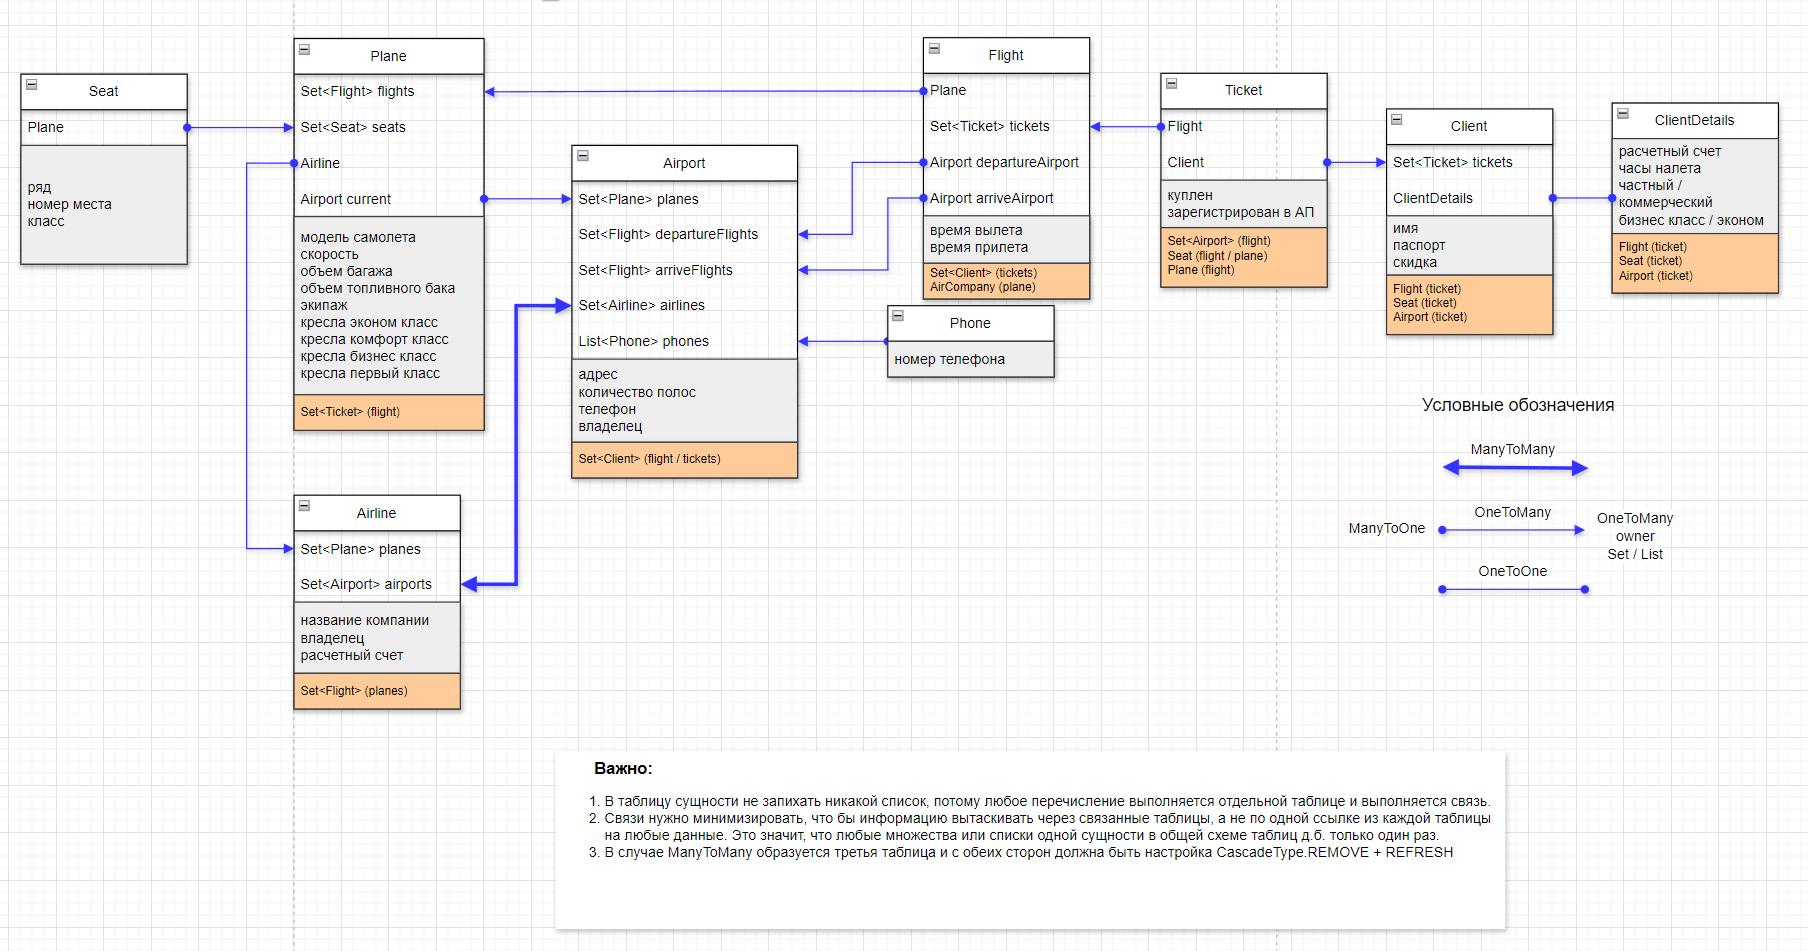 Seat
Plane
ряд
номер места
класс
Plane
Set<Flight> flights
Set<Seat> seats
Airline
Airport current
модель самолета
скорость
объем багажа
объем топливного бака
экипаж
кресла эконом класс
кресла комфорт класс
кресла бизнес класс
кресла первый класс
Set<Ticket> (flight)
Airline
Set<Plane> planes
Set<Airport> airports
название компании
владелец
расчетный счет
Set<Flight> (planes)
Airport
Set<Plane> planes
Set<Flight> departureFlights
Set<Flight> arriveFlights
Set<Airline> airlines
List<Phone> phones
адрес
количество полос
телефон
владелец
Set<Client> (flight / tickets)
Flight
Plane
Set<Ticket> tickets
Airport departureAirport
Airport arriveAirport
время вылета
время прилета
Set<Client> (tickets)
AirCompany (plane)
Phone
номер телефона
Ticket
Flight
Client
куплен
зарегистрирован в АП
Set<Airport> (flight)
Seat (flight / plane)
Plane (flight)
Client
Set<Ticket> tickets
ClientDetails
имя
паспорт
скидка
Flight (ticket)
Seat (ticket)
Airport (ticket)
ClientDetails
расчетный счет
часы налета
частный /
коммерческий
бизнес класс / эконом
Flight (ticket)
Seat (ticket)
Airport (ticket)
Условные обозначения
ManyToMany
ManyToOne
OneToMany
OneToMany
owner
Set / List
OneToOne
Важно:
1. В таблицу сущности не запихать никакой список, потому любое перечисление выполняется отдельной таблице и выполняется связь.
2. Связи нужно минимизировать, что бы информацию вытаскивать через связанные таблицы, а не по одной ссылке из каждой таблицы
на любые данные. Это значит, что любые множества или списки одной сущности в общей схеме таблиц д.б. только один раз.
3. В случае ManyToMany образуется третья таблица и с обеих сторон должна быть настройка CascadeType.REMOVE + REFRESH